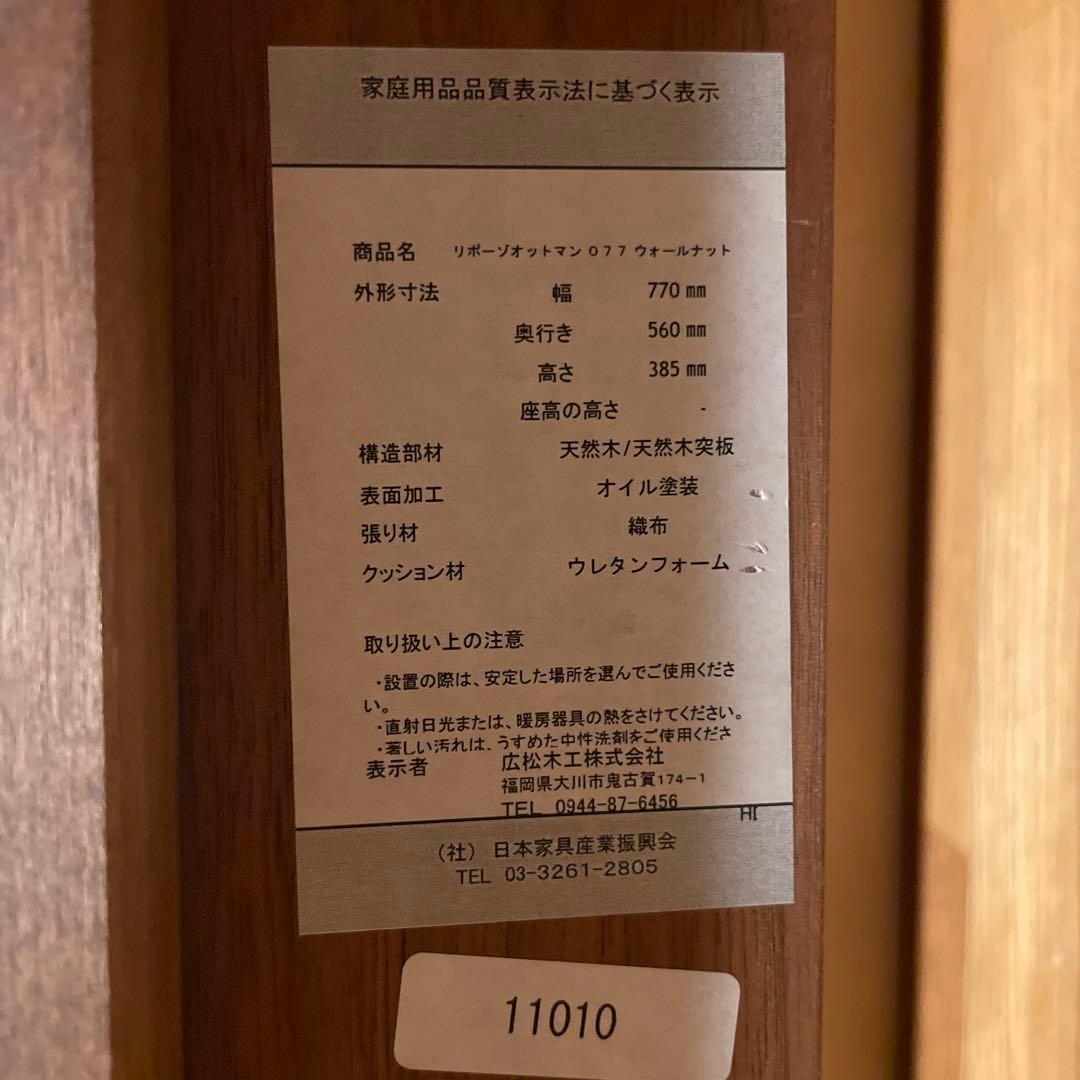 家庭用品品質表示法に基づく表示
商品名 リポーゾオットマン 077 ウォールナット
外形寸法 幅 770 mm
奥行き 560 mm
高さ 385 mm
座高の高さ -
構造部材 天然木/天然木突板
表面加工 オイル塗装
張り材 織布
クッション材 ウレタンフォーム
取り扱い上の注意
・設置の際は、安定した場所を選んでご使用くださ
い。
・直射日光または、暖房器具の熱をさけてください。
・著しい汚れは、うすめた中性洗剤をご使用くださ
表示者 広松木工株式会社
福岡県大川市鬼古賀174-1
TEL 0944-87-6456
HI
(社) 日本家具産業振興会
TEL 03-3261-2805
11010